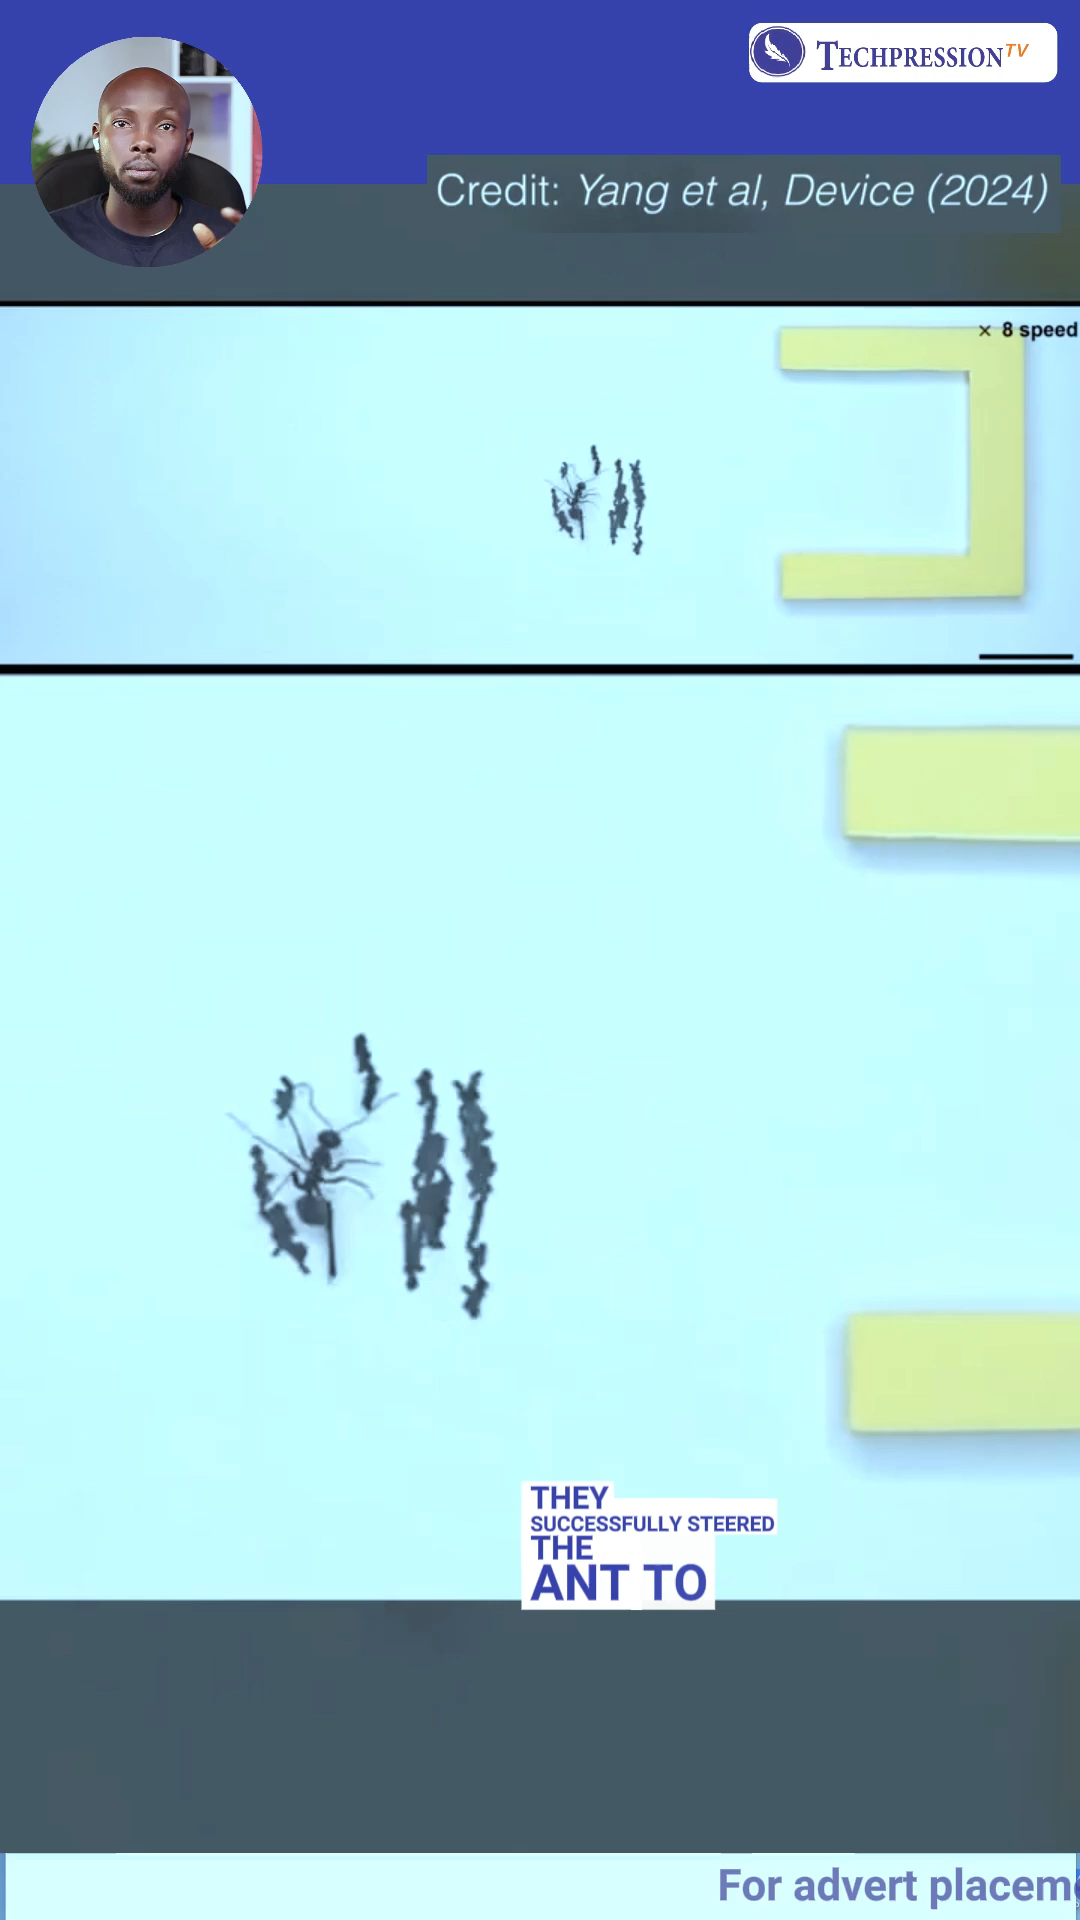 TECHPRESSION TV
Credit: Yang et al, Device (2024)
× 8 speed
THEY
SUCCESSFULLY STEERED
THE
ANT TO
For advert placem